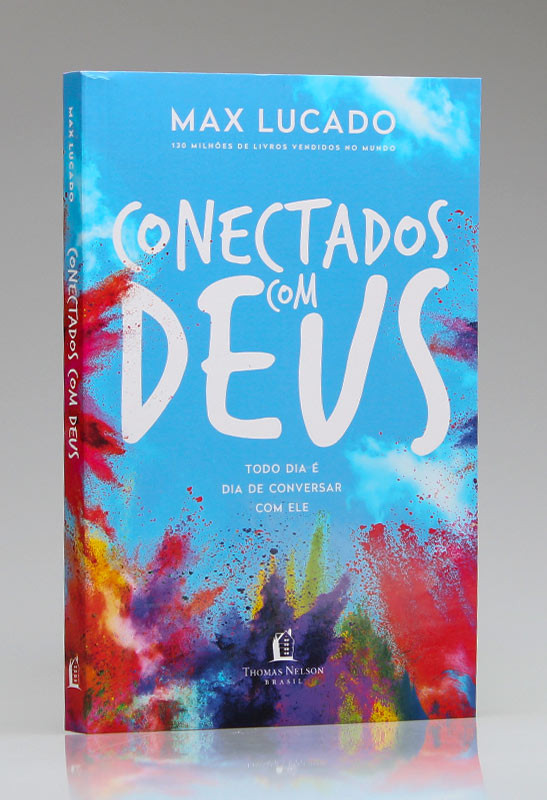 MAX LUCADO
130 MILHÕES DE LIVROS VENDIDOS NO MUNDO
CONECTADOS
COM
DEUS
TODO DIA É
DIA DE CONVERSAR
COM ELE
THOMAS NELSON
BRASIL
MAX LUCADO
CONECTADOS COM DEUS